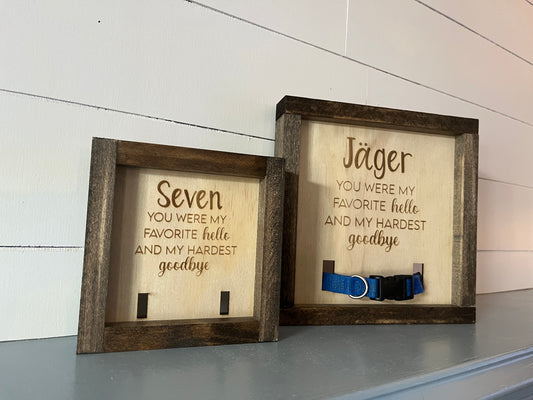 Seven
YOU WERE MY
FAVORITE hello
AND MY HARDEST
goodbye
Jäger
YOU WERE MY
FAVORITE hello
AND MY HARDEST
goodbye